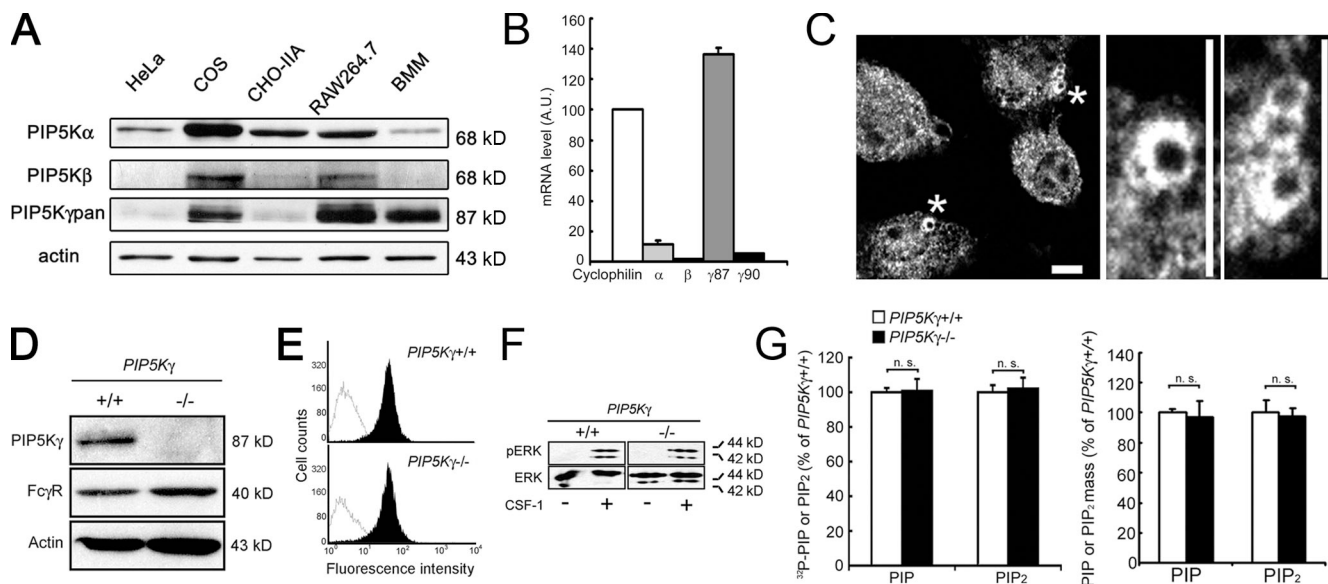 A
HeLa
COS
CHO-IIA
RAW264.7
BMM
PIP5Kα
68 kD
PIP5Kβ
68 kD
PIP5Kγpan
87 kD
actin
43 kD
B
mRNA level (A.U.)
160
140
120
100
80
60
40
20
0
Cyclophilin α β γ87 γ90
C
*
*
D
PIP5Kγ
+/+ -/-
PIP5Kγ
87 kD
FcγR
40 kD
Actin
43 kD
E
Cell counts
320
240
160
80
0
PIP5Kγ+/+
320
240
160
80
0
PIP5Kγ-/-
10⁰ 10¹ 10² 10³ 10⁴
Fluorescence intensity
F
PIP5Kγ
+/+ -/-
pERK
44 kD
42 kD
ERK
44 kD
42 kD
CSF-1 - + - +
G
PIP5Kγ+/+
PIP5Kγ-/-
³²P-PIP or PIP₂ (% of PIP5Kγ+/+)
120
100
80
60
40
20
0
n. s.
n. s.
PIP PIP₂
PIP or PIP₂ mass (% of PIP5Kγ+/+)
140
120
100
80
60
40
20
0
n. s.
n. s.
PIP PIP₂